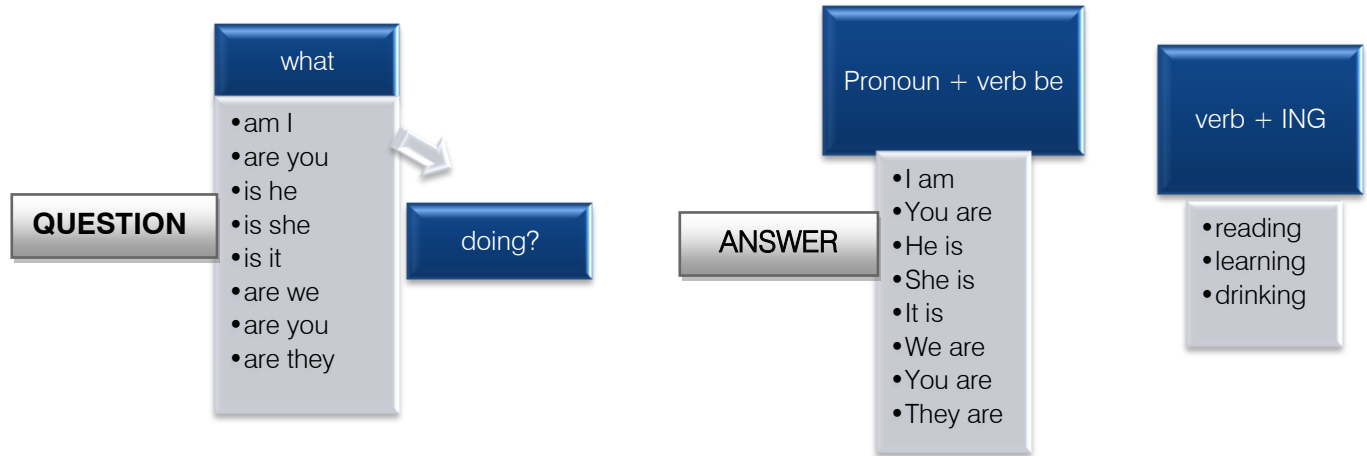 what
•am I
•are you
•is he
•is she
•is it
•are we
•are you
•are they
QUESTION
doing?
Pronoun + verb be
•I am
•You are
•He is
•She is
•It is
•We are
•You are
•They are
ANSWER
verb + ING
•reading
•learning
•drinking